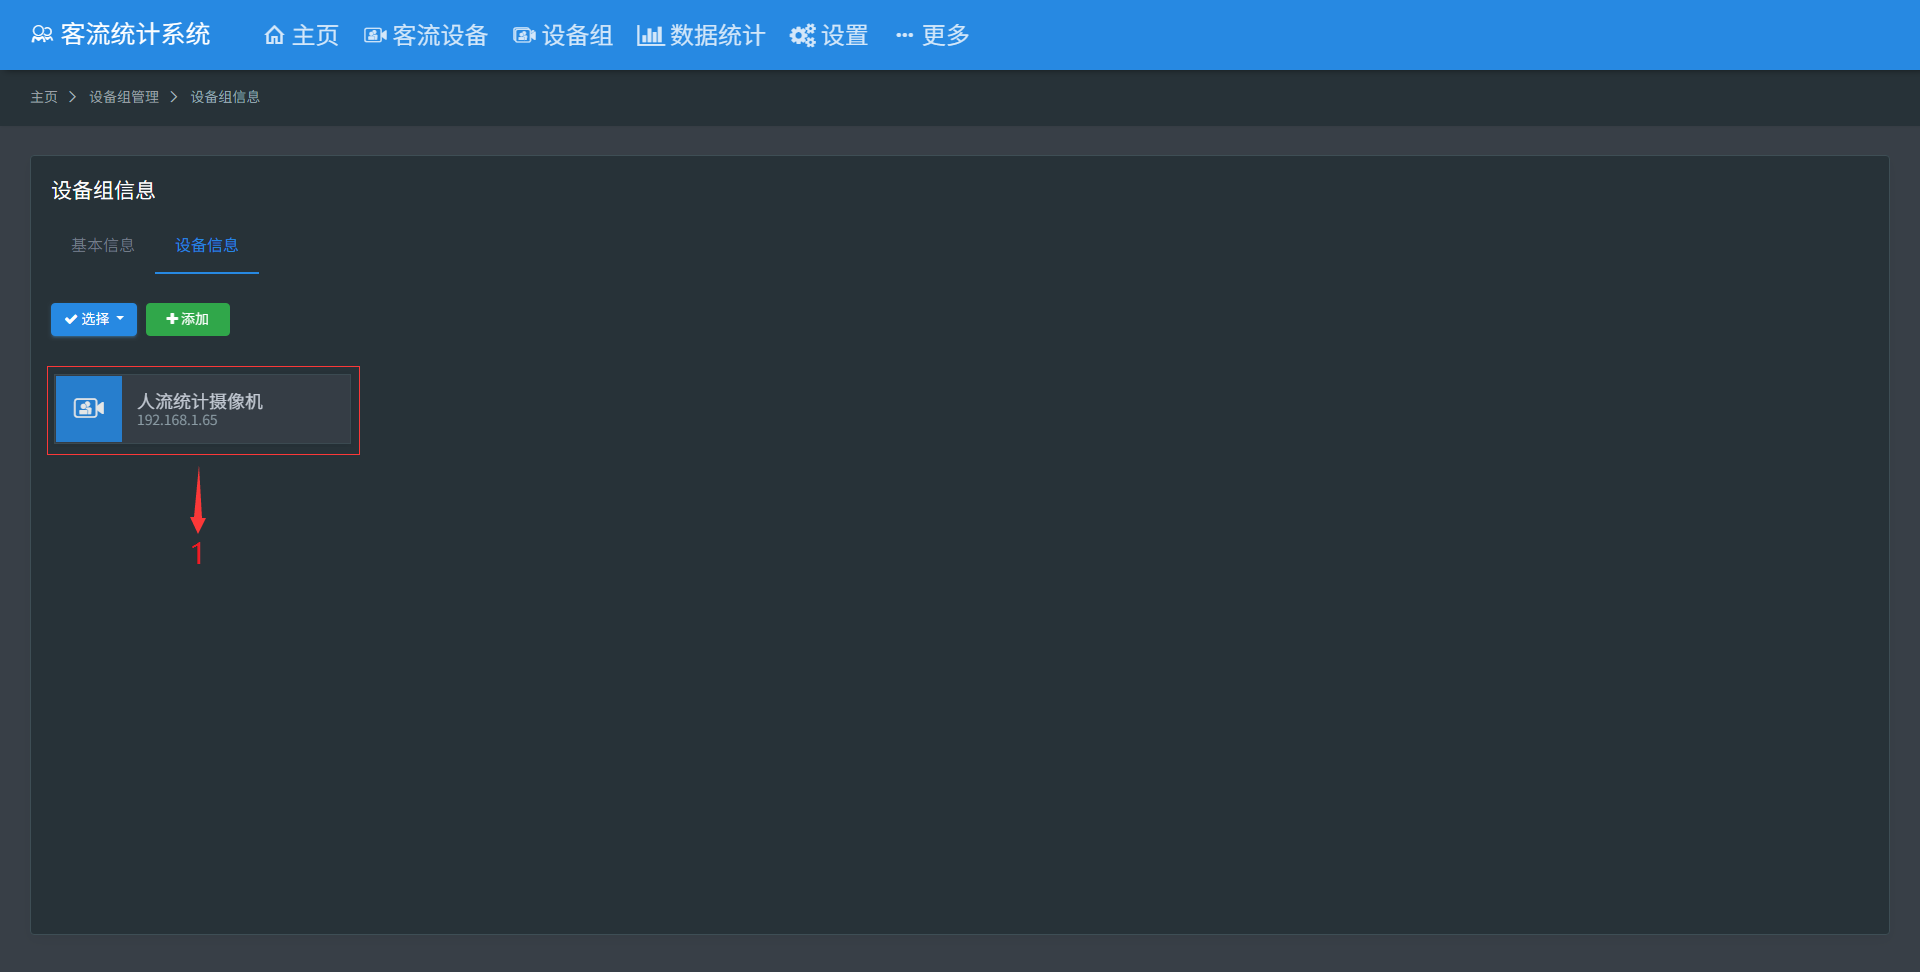 客流统计系统 主页 客流设备 设备组 数据统计 设置 更多
主页 设备组管理 设备组信息
设备组信息
基本信息 设备信息
选择 添加
人流统计摄像机
192.168.1.65
1